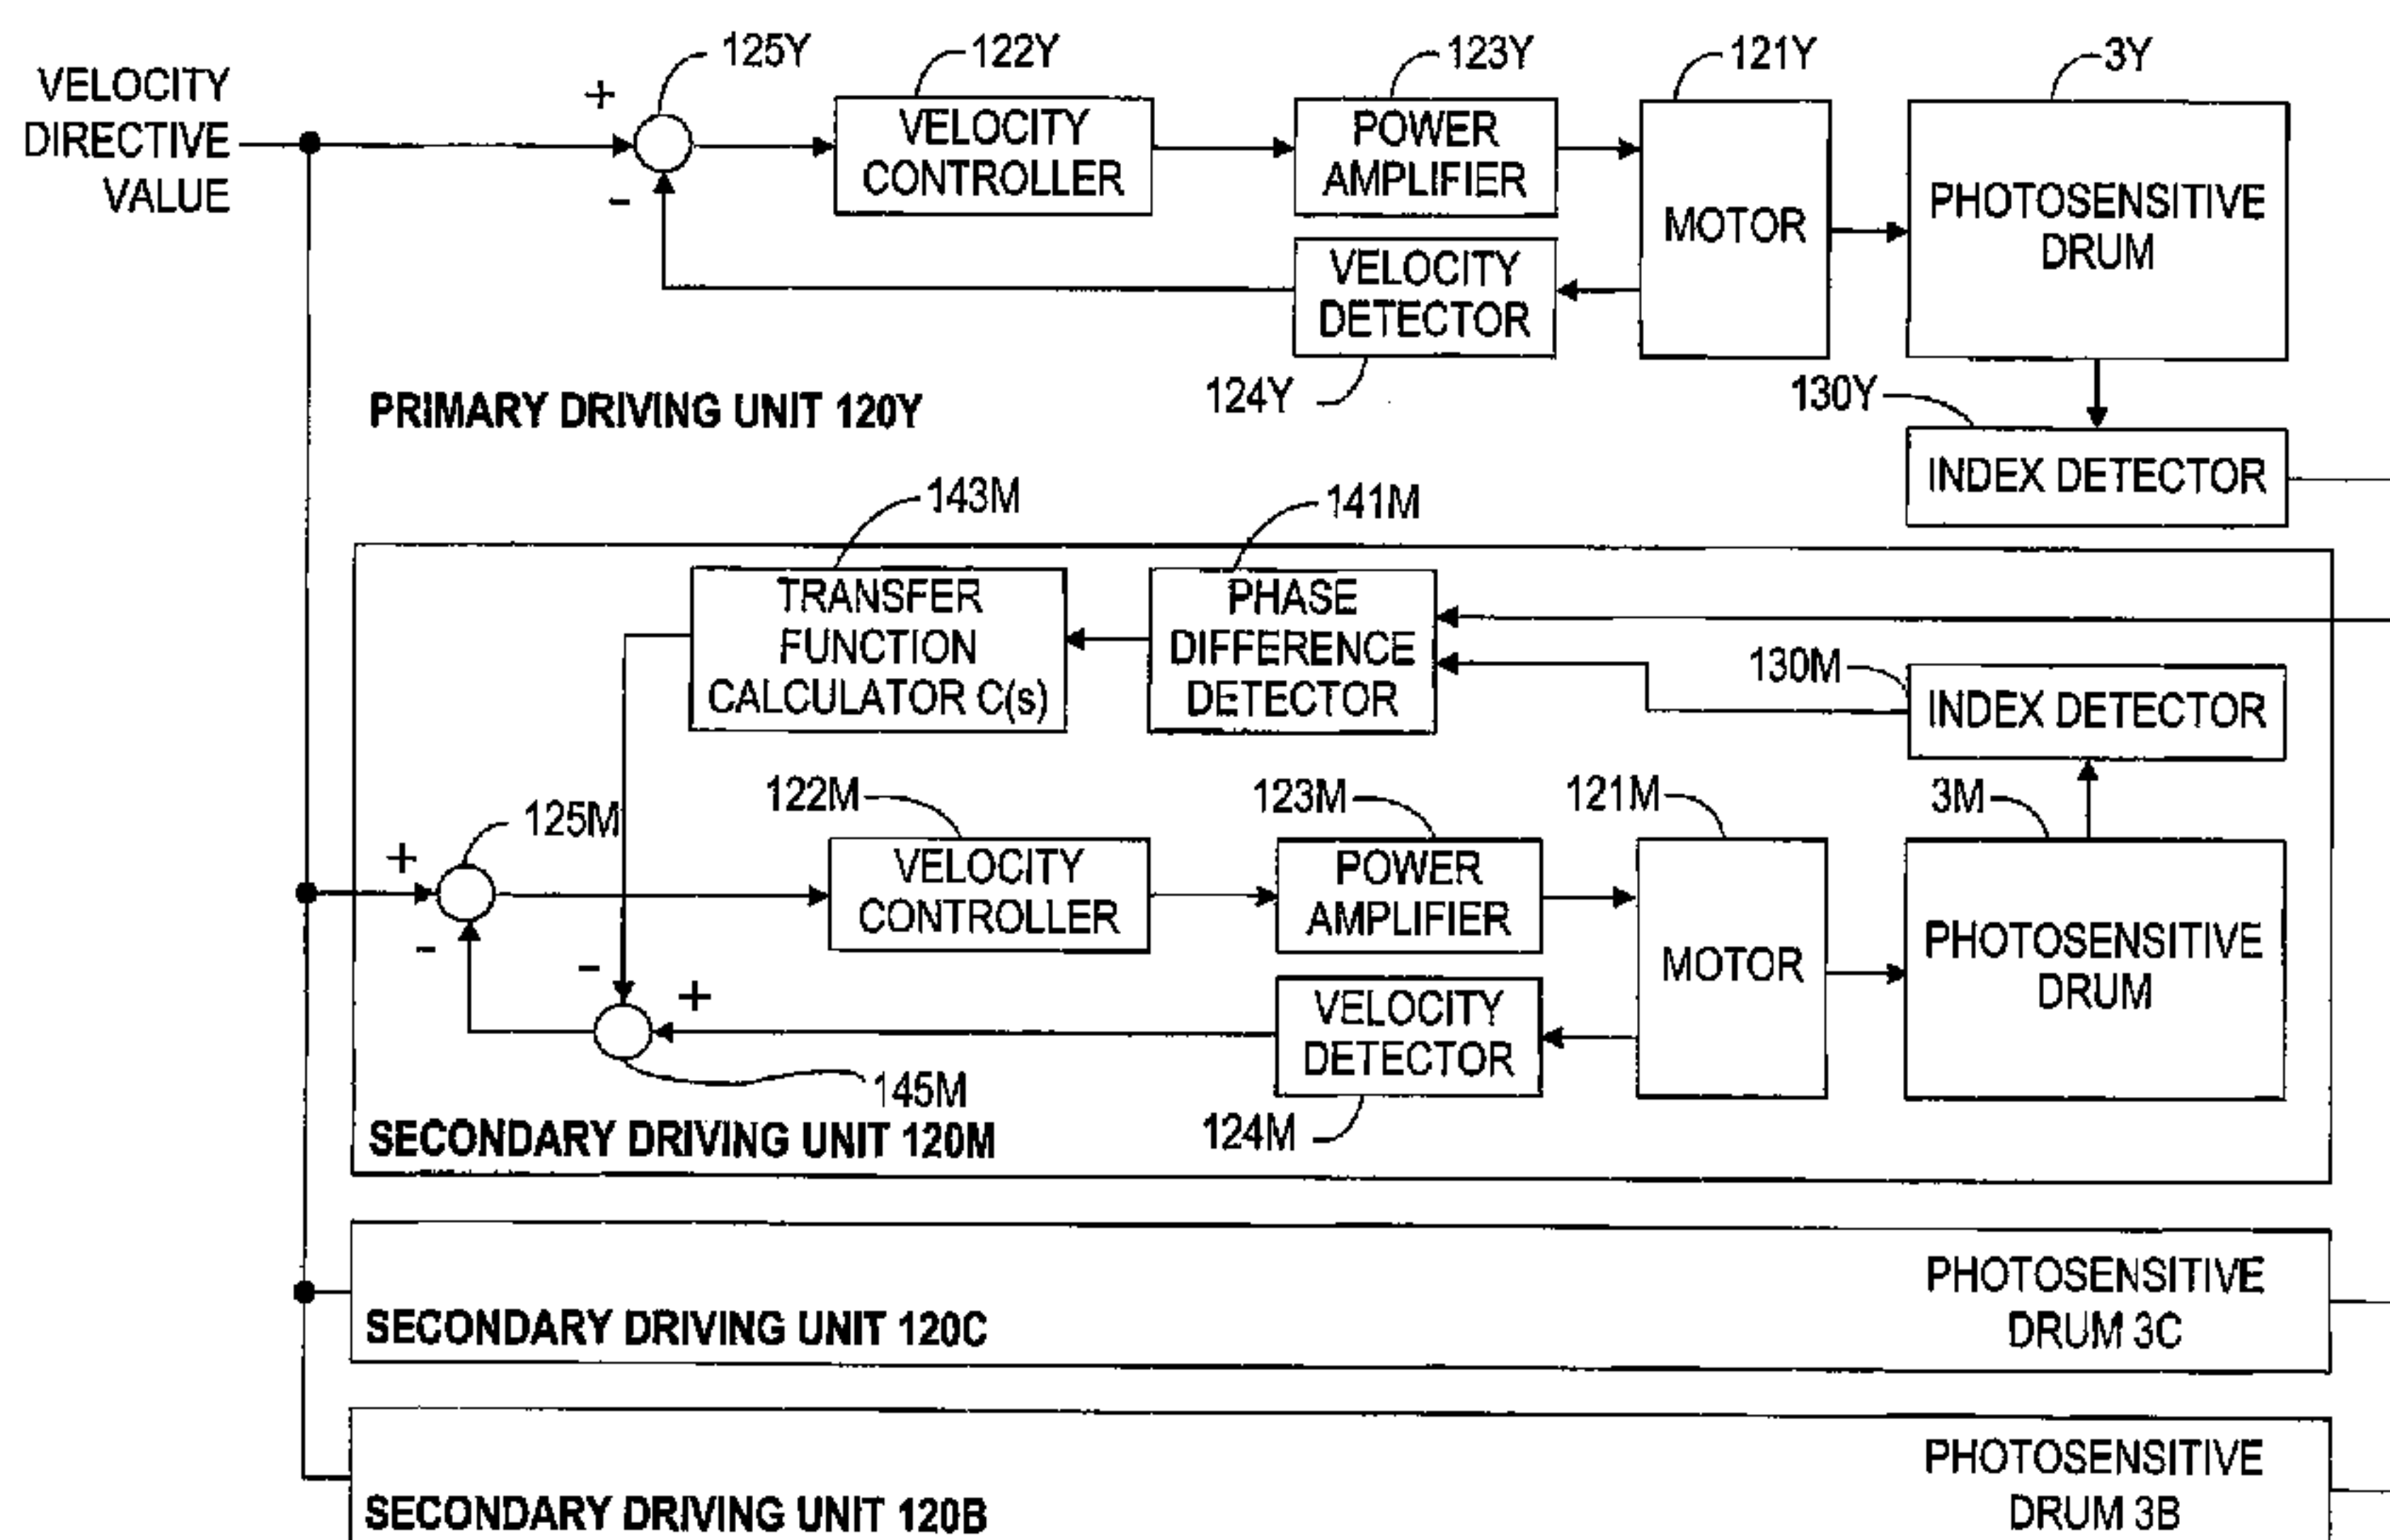 125Y
122Y
123Y
121Y
3Y
VELOCITY
DIRECTIVE
VALUE
+
-
VELOCITY
CONTROLLER
POWER
AMPLIFIER
MOTOR
PHOTOSENSITIVE
DRUM
VELOCITY
DETECTOR
124Y
130Y
PRIMARY DRIVING UNIT 120Y
INDEX DETECTOR
143M
141M
TRANSFER
FUNCTION
CALCULATOR C(s)
PHASE
DIFFERENCE
DETECTOR
130M
INDEX DETECTOR
125M
122M
123M
121M
3M
+
-
VELOCITY
CONTROLLER
POWER
AMPLIFIER
MOTOR
PHOTOSENSITIVE
DRUM
-
+
VELOCITY
DETECTOR
145M
124M
SECONDARY DRIVING UNIT 120M
PHOTOSENSITIVE
DRUM 3C
SECONDARY DRIVING UNIT 120C
PHOTOSENSITIVE
DRUM 3B
SECONDARY DRIVING UNIT 120B